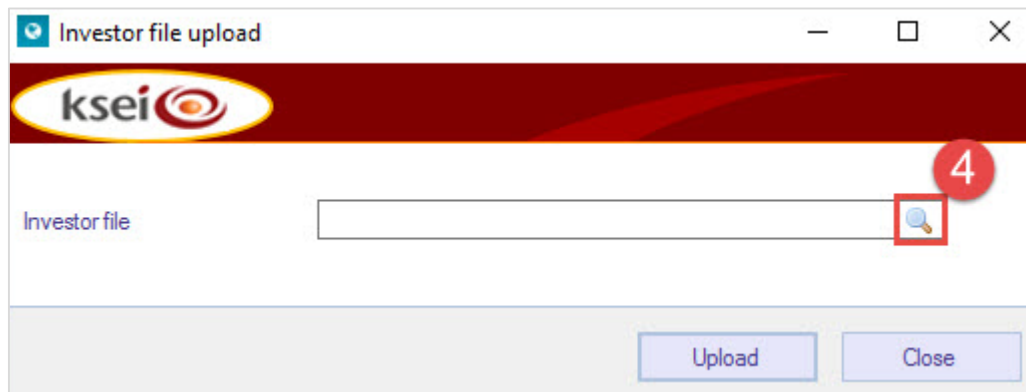 Investor file upload
ksei
4
Investor file
Upload
Close